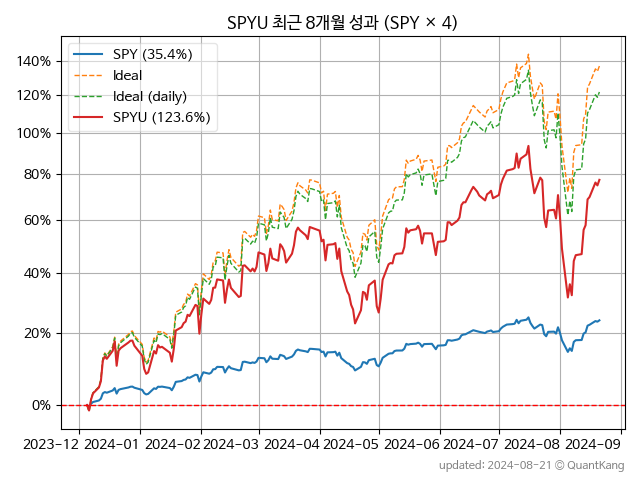 SPYU 최근 8개월 성과 (SPY × 4)
SPY (35.4%)
Ideal
Ideal (daily)
SPYU (123.6%)
140%
120%
100%
80%
60%
40%
20%
0%
2023-12 2024-01 2024-02 2024-03 2024-04 2024-05 2024-06 2024-07 2024-08 2024-09
updated: 2024-08-21 © QuantKang